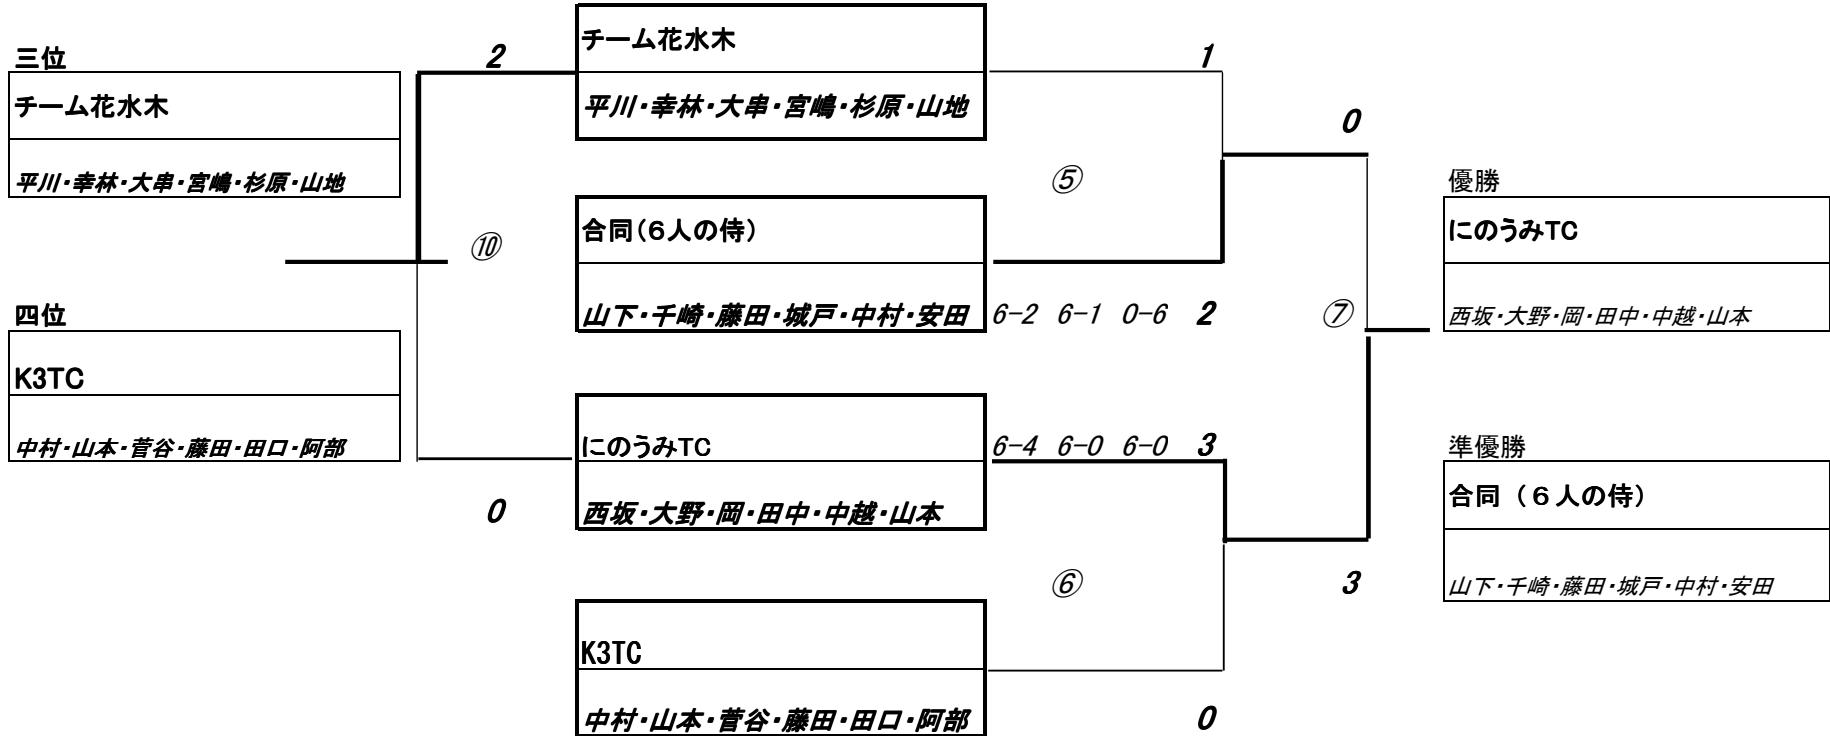 三位
チーム花水木
平川・幸林・大串・宮嶋・杉原・山地
四位
K3TC
中村・山本・菅谷・藤田・田口・阿部
2
⑩
0
チーム花水木
平川・幸林・大串・宮嶋・杉原・山地
1
⑤
合同(6人の侍)
山下・千崎・藤田・城戸・中村・安田
6-2 6-1 0-6 2
にのうみTC
6-4 6-0 6-0 3
西坂・大野・岡・田中・中越・山本
⑥
K3TC
中村・山本・菅谷・藤田・田口・阿部
0
0
⑦
3
優勝
にのうみTC
西坂・大野・岡・田中・中越・山本
準優勝
合同（６人の侍）
山下・千崎・藤田・城戸・中村・安田